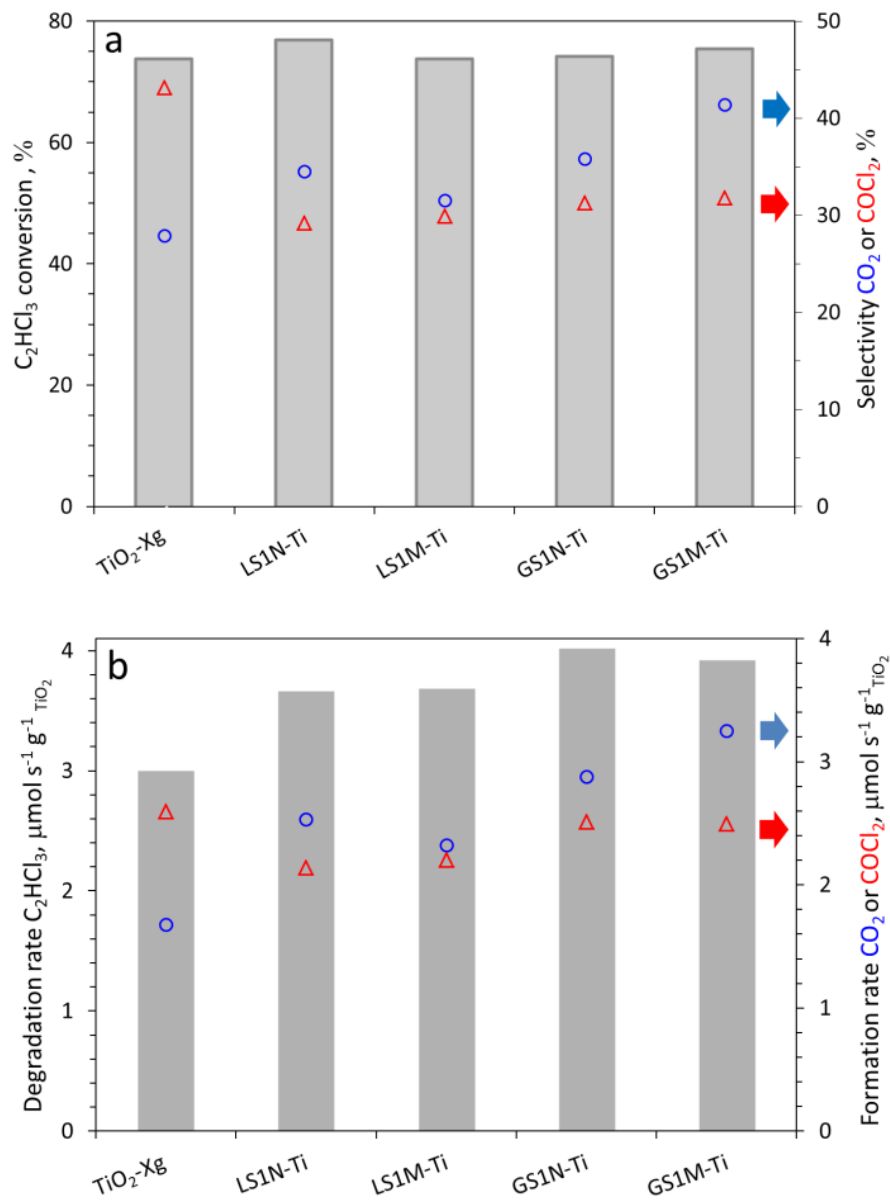 a
80
60
40
20
0
C₂HCl₃ conversion, %
50
40
30
20
10
0
Selectivity CO₂ or COCl₂, %
TiO₂-Xg
LS1N-Ti
LS1M-Ti
GS1N-Ti
GS1M-Ti
b
4
3
2
1
0
Degradation rate C₂HCl₃, μmol s⁻¹ g⁻¹ TiO₂
4
3
2
1
0
Formation rate CO₂ or COCl₂, μmol s⁻¹ g⁻¹TiO₂
TiO₂-Xg
LS1N-Ti
LS1M-Ti
GS1N-Ti
GS1M-Ti